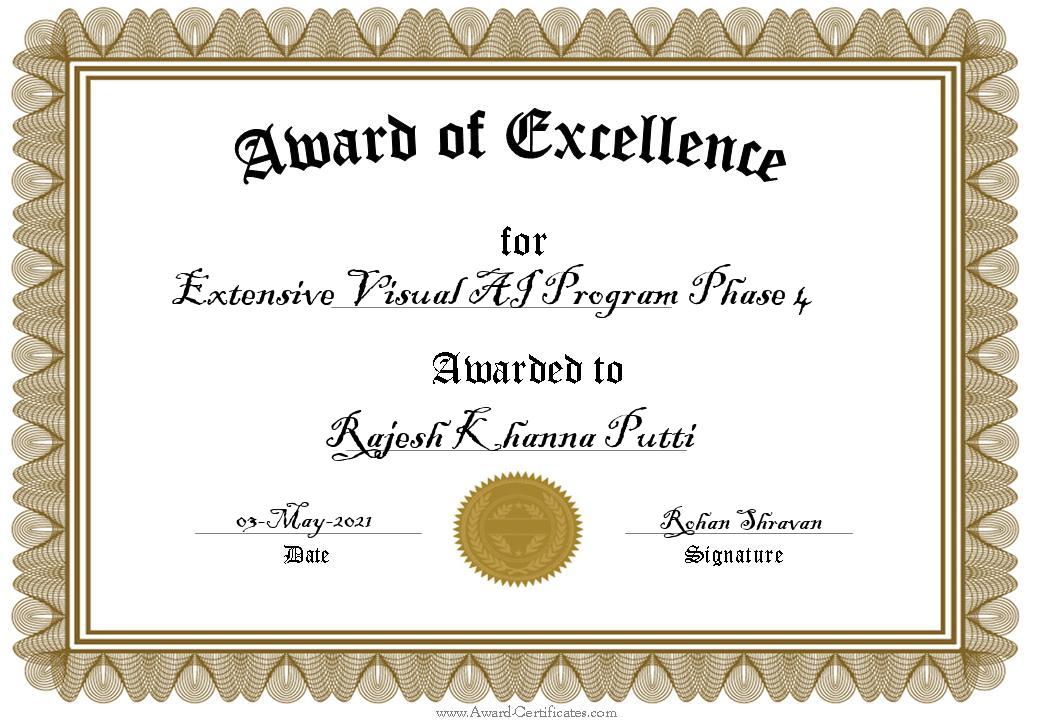 Award of Excellence
for
Extensive Visual AI Program Phase 4
Awarded to
Rajesh Khanna Putti
03-May-2021
Rohan Shravan
Date
Signature
www.Award-Certificates.com